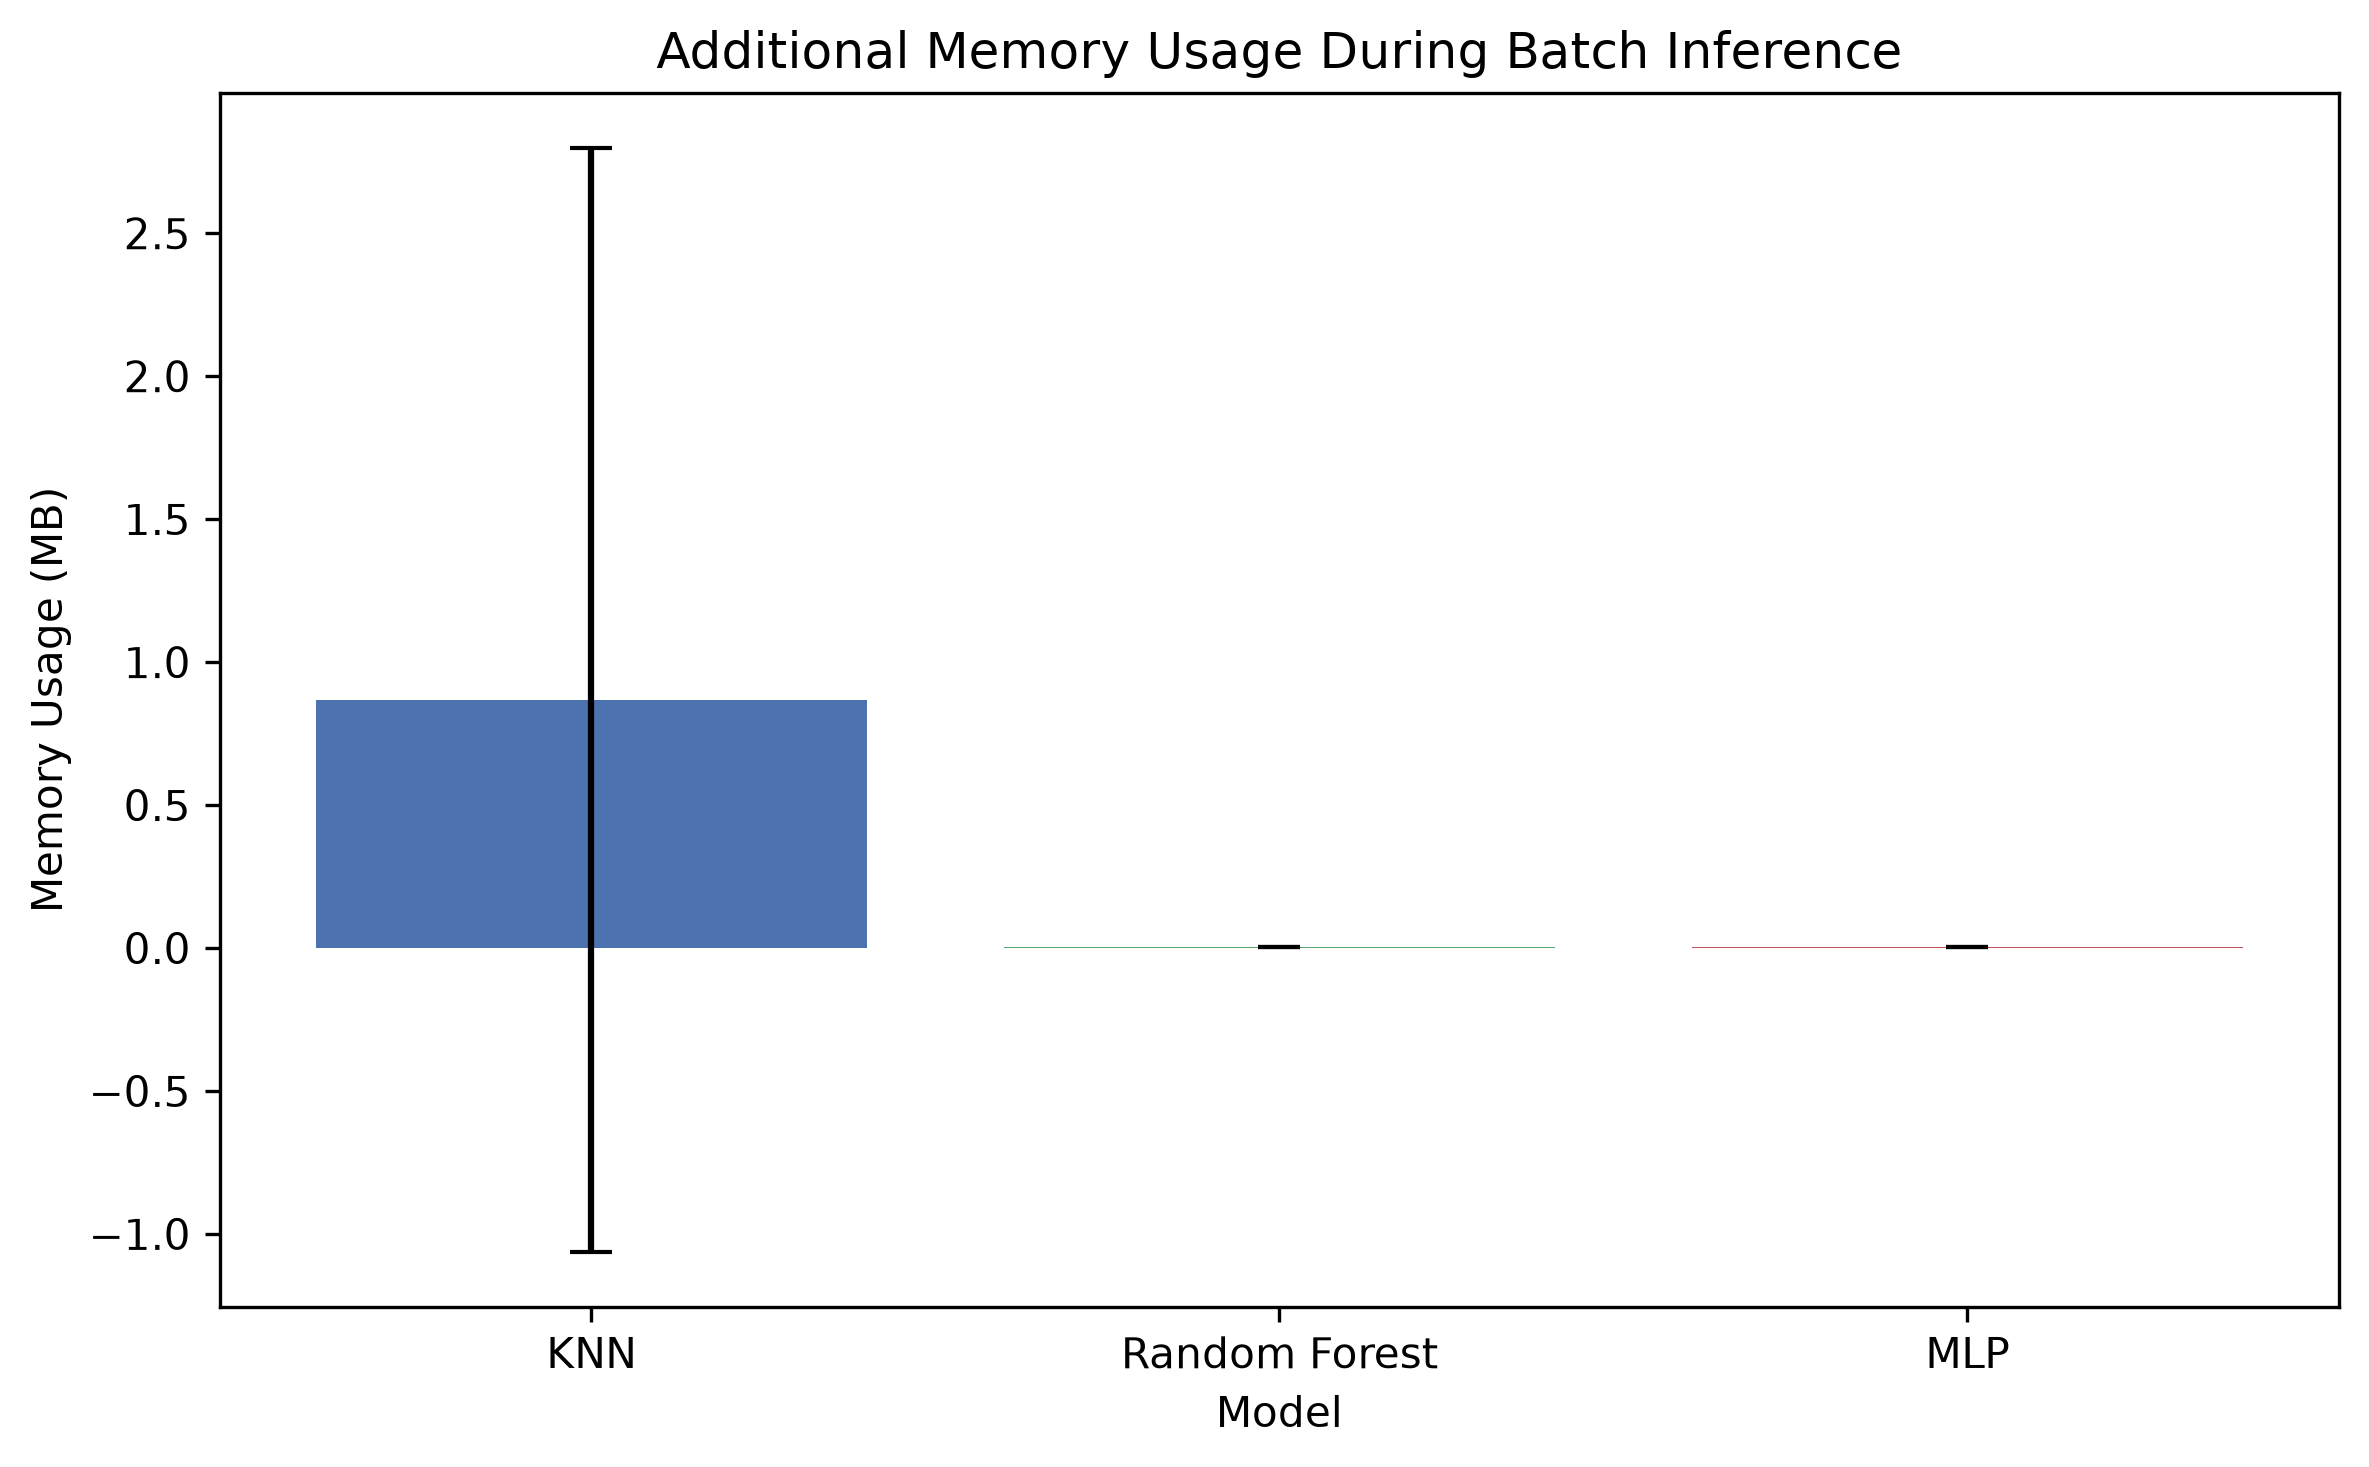 Additional Memory Usage During Batch Inference
Memory Usage (MB)
2.5
2.0
1.5
1.0
0.5
0.0
−0.5
−1.0
KNN
Random Forest
MLP
Model